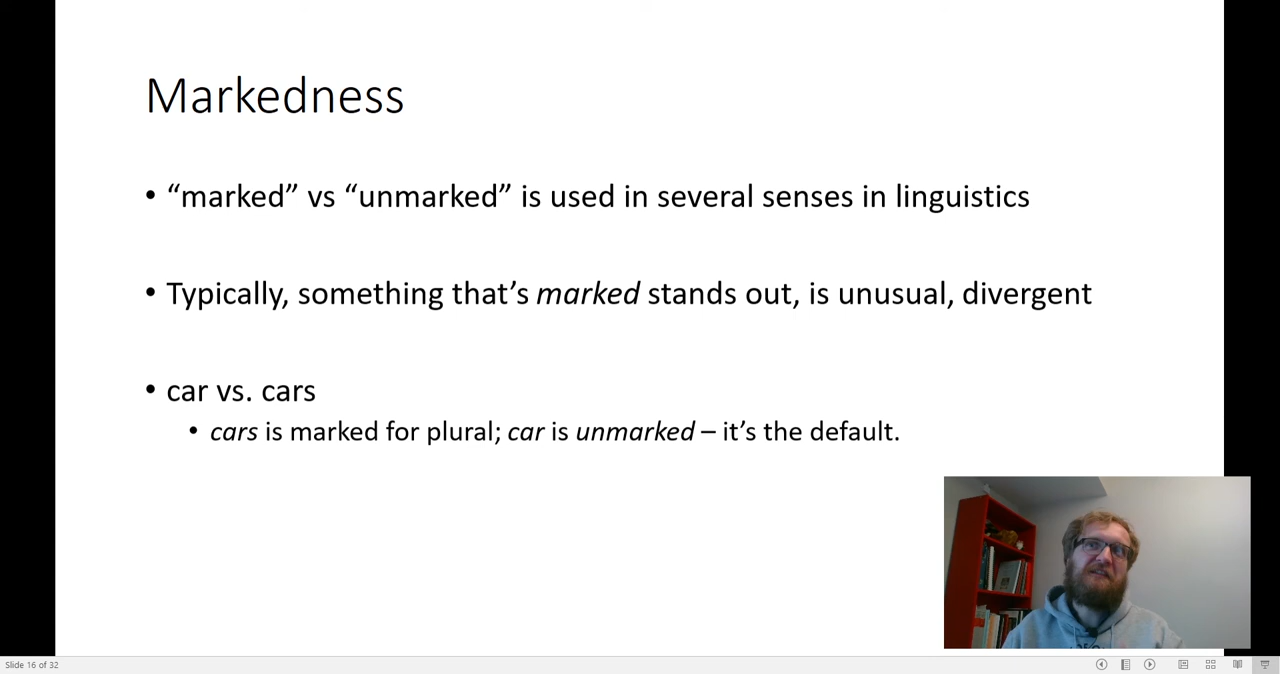 Markedness
• “marked” vs “unmarked” is used in several senses in linguistics
• Typically, something that’s marked stands out, is unusual, divergent
• car vs. cars
• cars is marked for plural; car is unmarked – it’s the default.
Slide 16 of 32